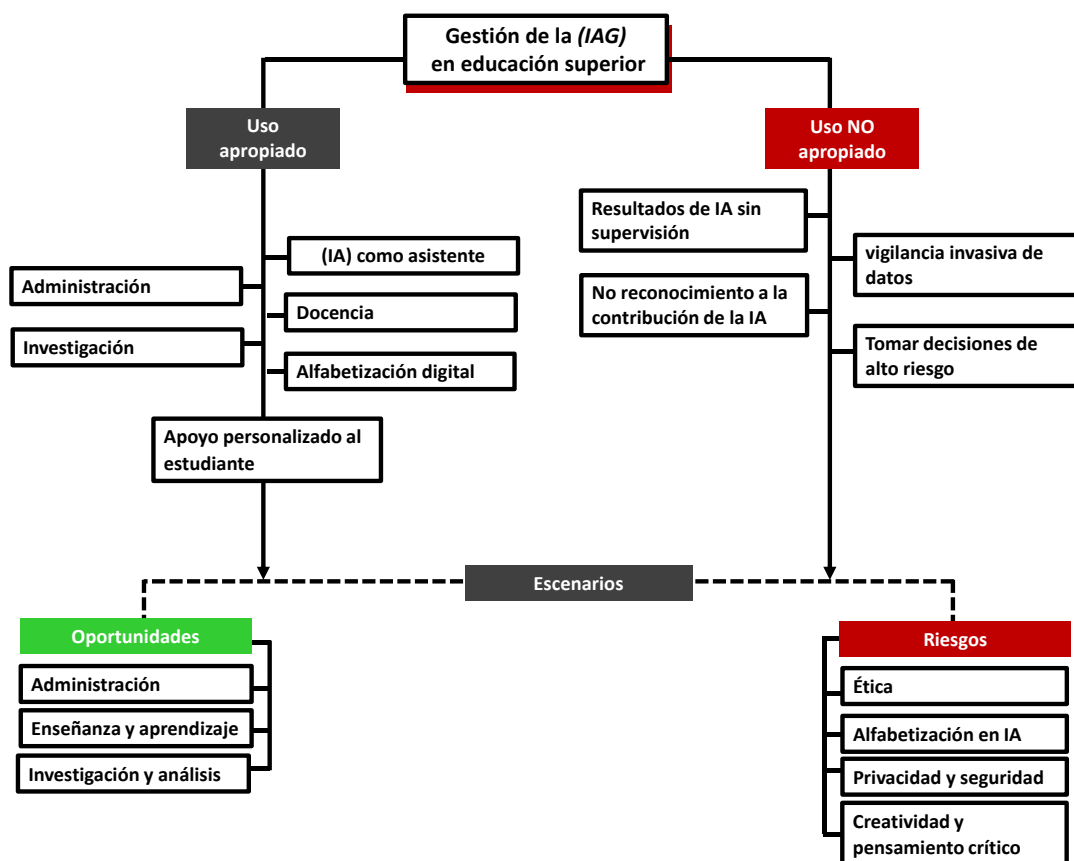 Gestión de la (IAG)
en educación superior
Uso
apropiado
Uso NO
apropiado
(IA) como asistente
Administración
Docencia
Investigación
Alfabetización digital
Apoyo personalizado al
estudiante
Resultados de IA sin
supervisión
vigilancia invasiva de
datos
No reconocimiento a la
contribución de la IA
Tomar decisiones de
alto riesgo
Escenarios
Oportunidades
Administración
Enseñanza y aprendizaje
Investigación y análisis
Riesgos
Ética
Alfabetización en IA
Privacidad y seguridad
Creatividad y
pensamiento crítico